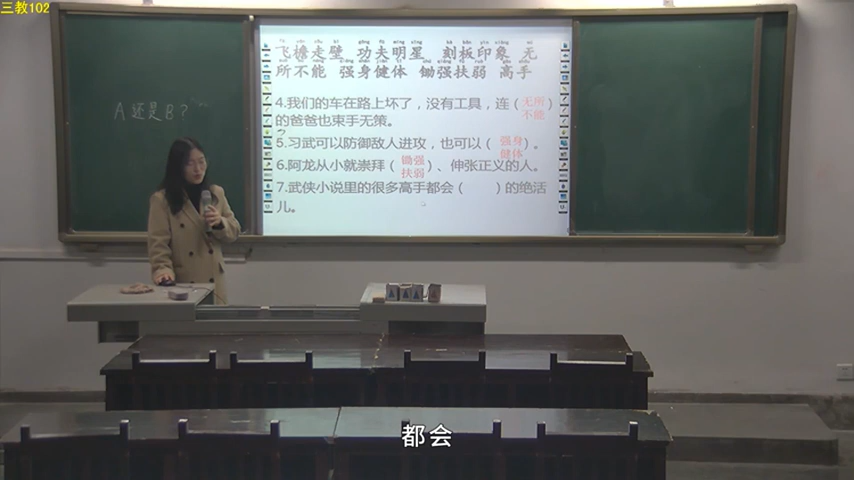 三教102
飞檐走壁 功夫明星 刻板印象 无
所不能 强身健体 锄强扶弱 高手
A还是B?
4.我们的车在路上坏了，没有工具，连（无所不能）
的爸爸也束手无策。
5.习武可以防御敌人进攻，也可以（强身健体）。
6.阿龙从小就崇拜（锄强扶弱）、伸张正义的人。
7.武侠小说里的很多高手都会（ ）的绝活
儿。
都会